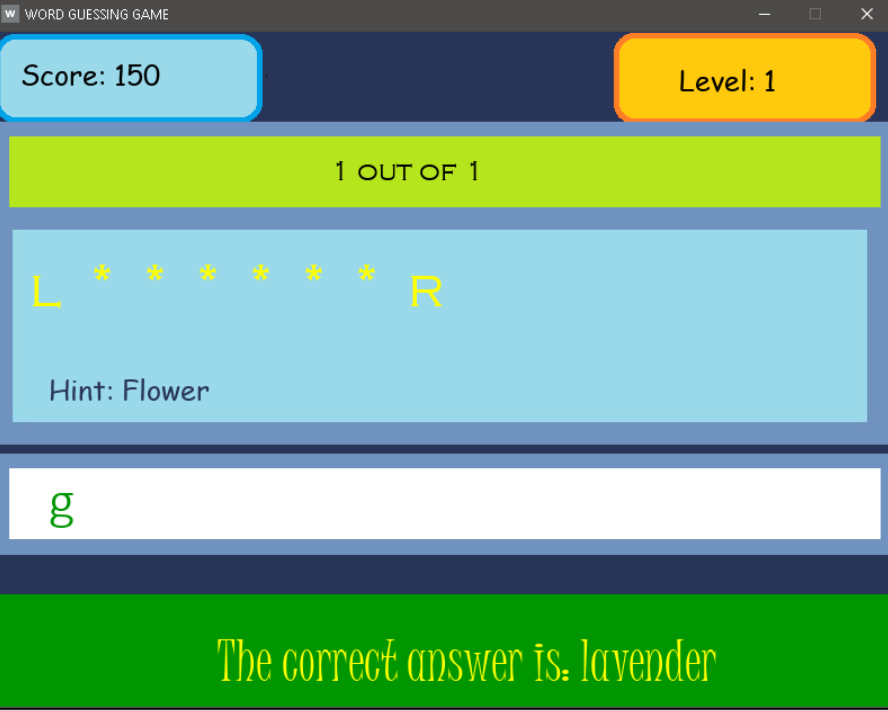 W WORD GUESSING GAME
Score: 150
Level: 1
1 OUT OF 1
L * * * * * * R
Hint: Flower
g
The correct answer is: lavender